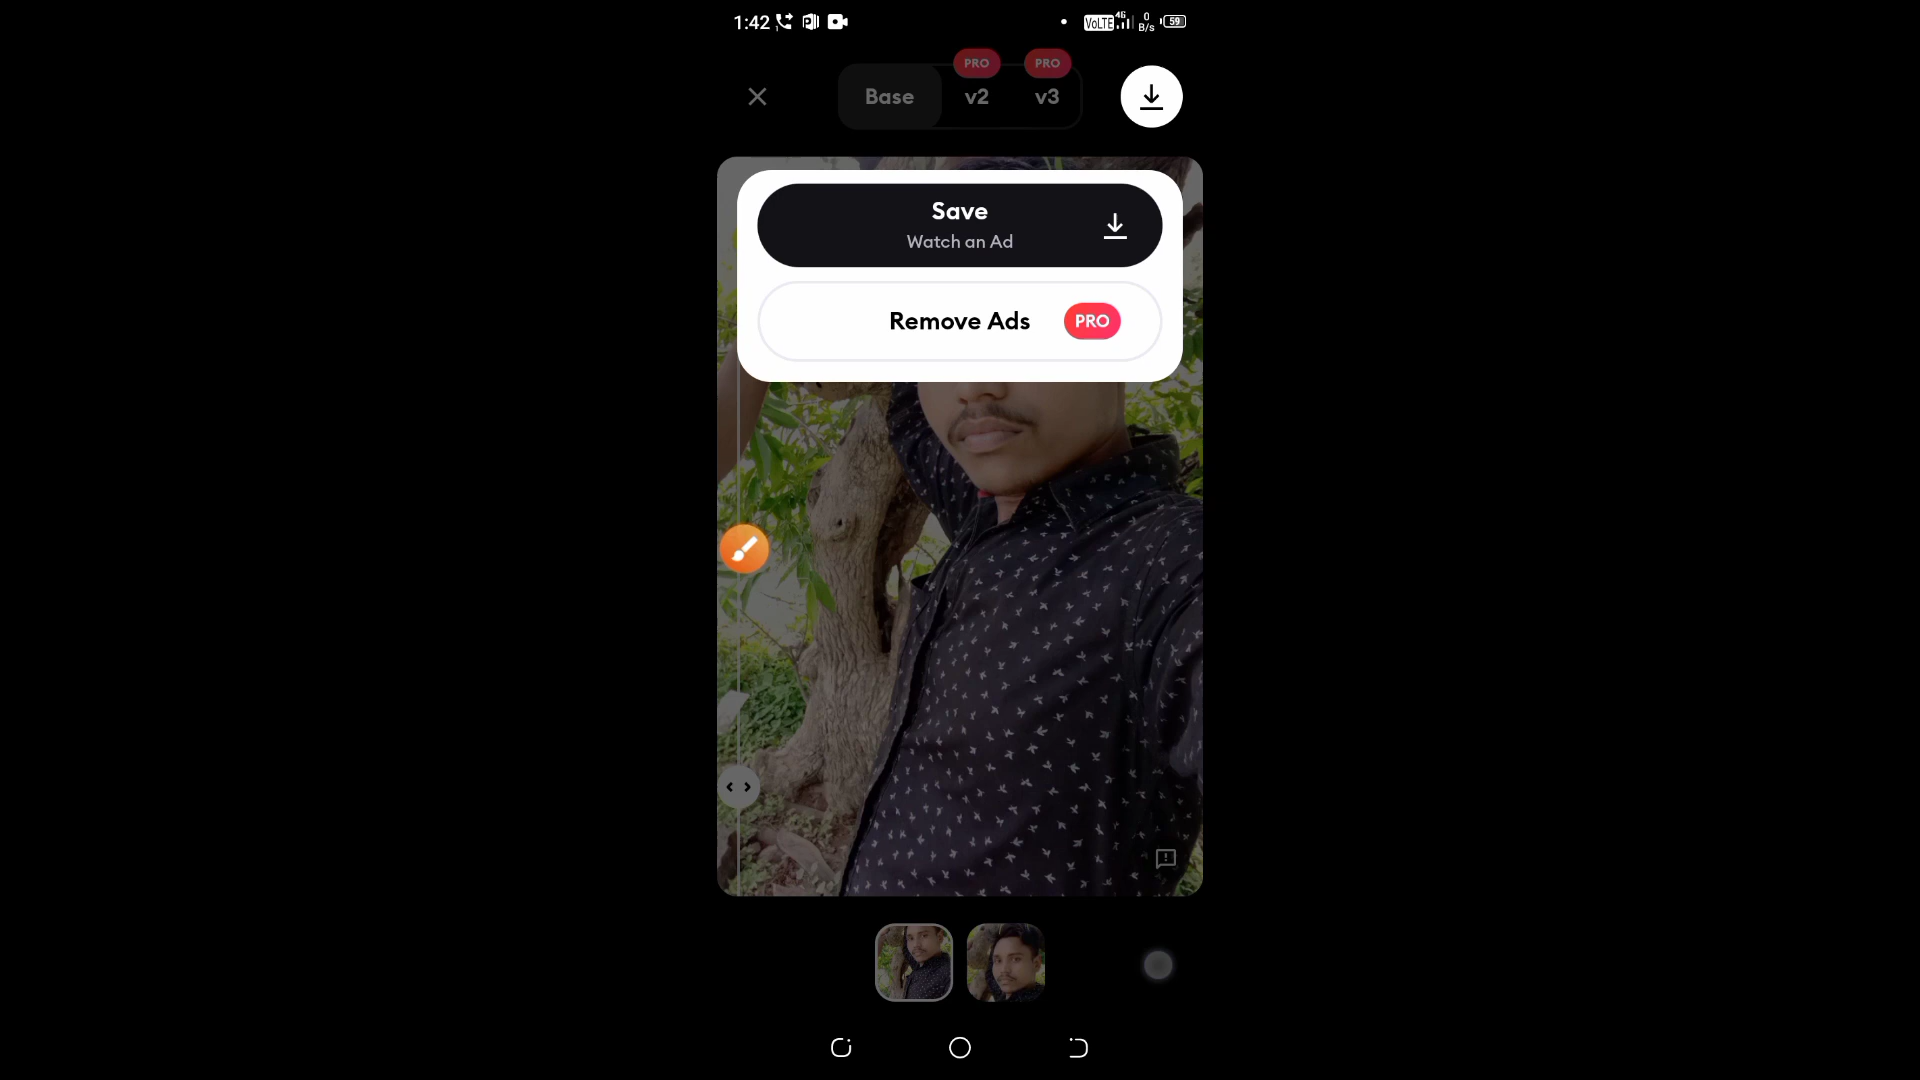 1:42 VoLTE 4G 0 B/s 59
PRO PRO
Base v2 v3
Save
Watch an Ad
Remove Ads PRO